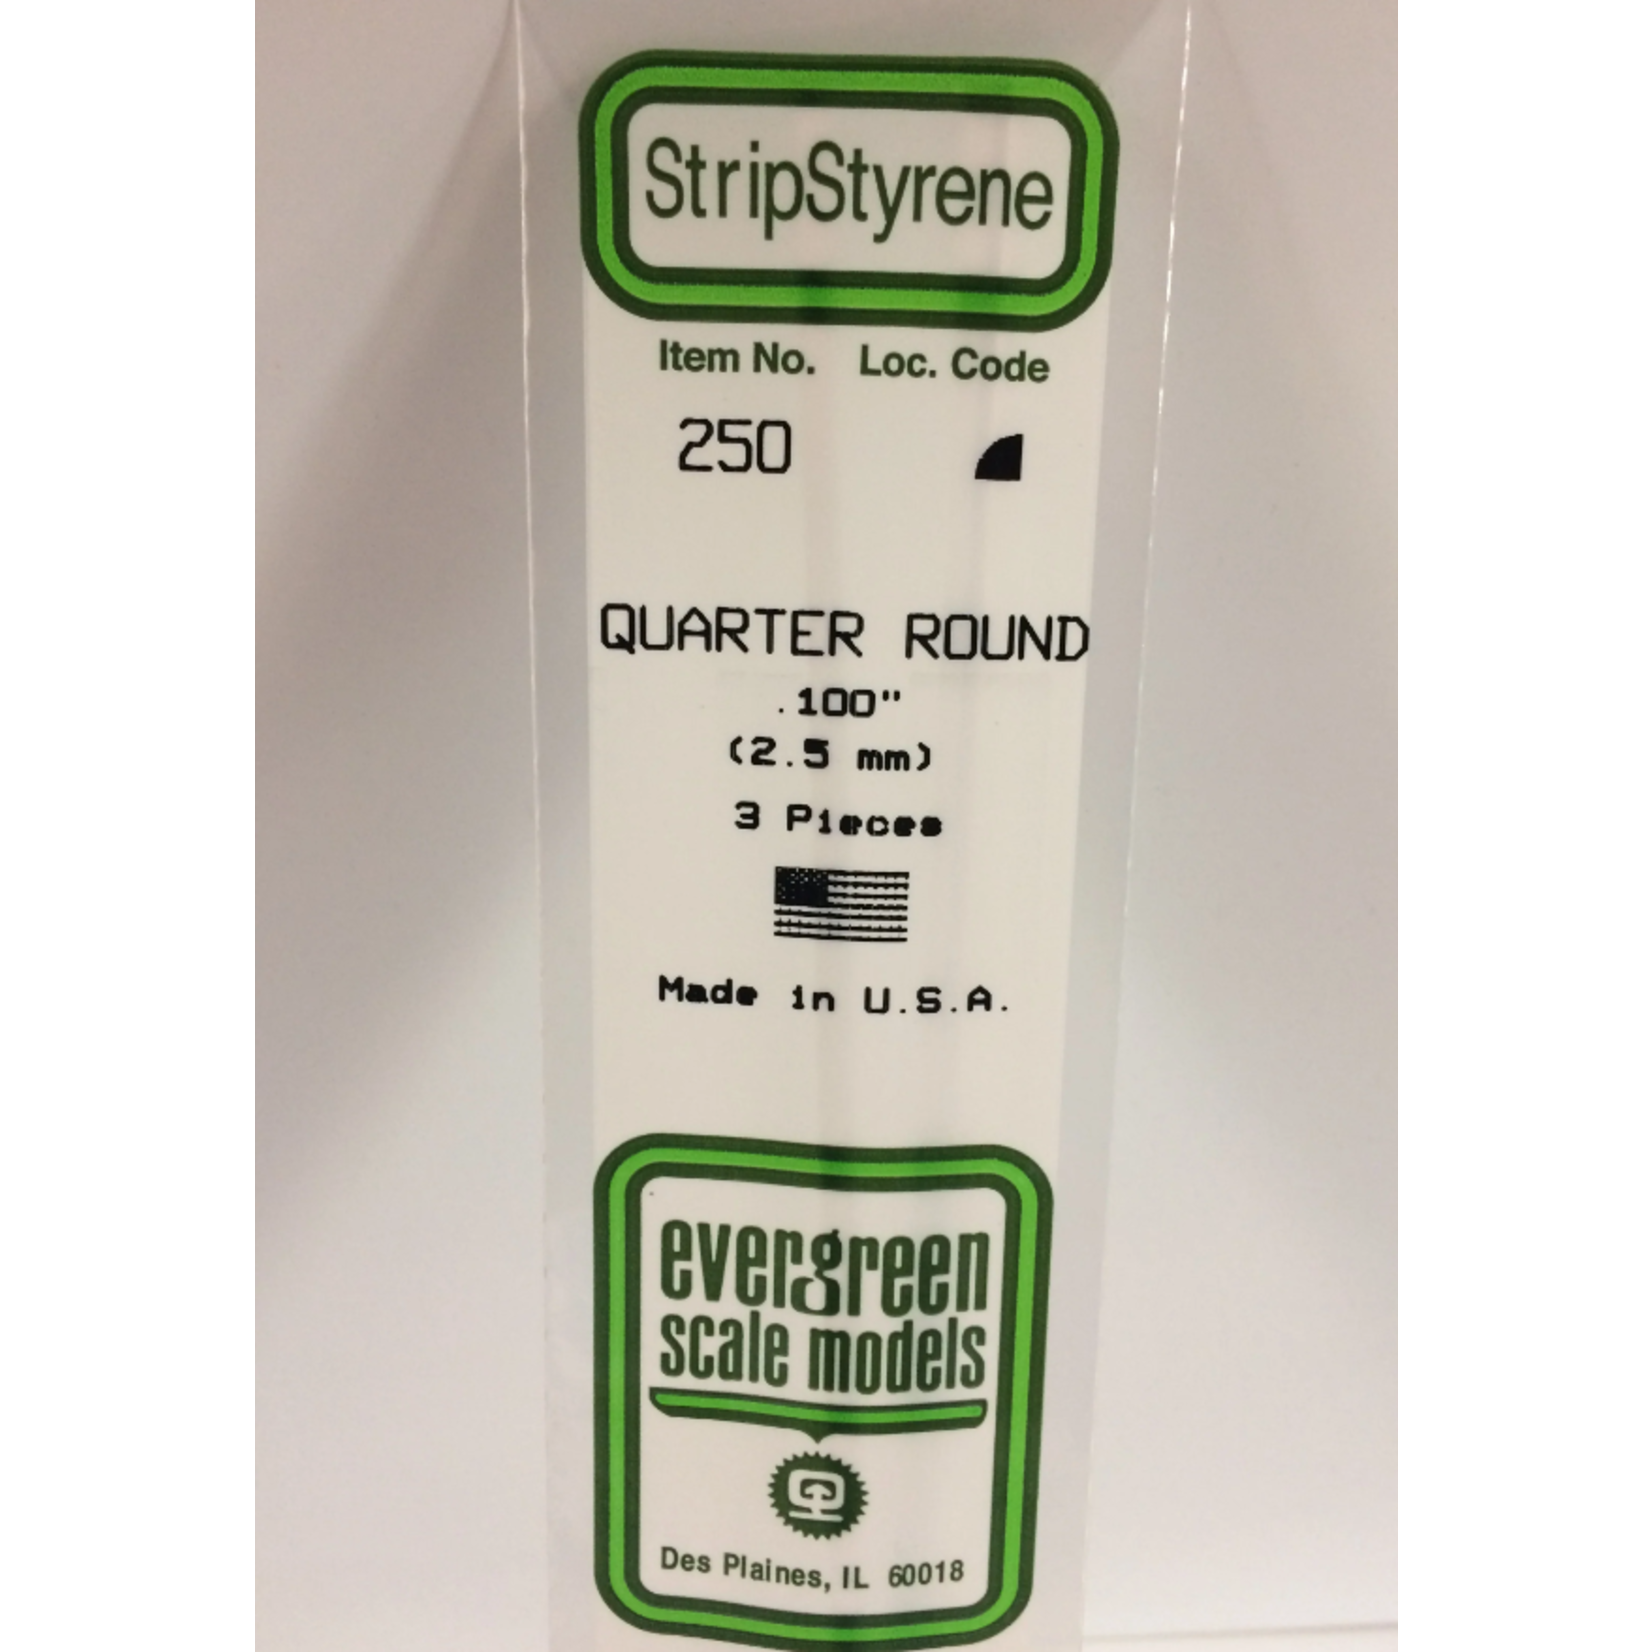 StripStyrene
Item No. Loc. Code
250
QUARTER ROUND
.100"
(2.5 mm)
3 Pieces
Made in U.S.A.
evergreen
scale models
Des Plaines, IL 60018